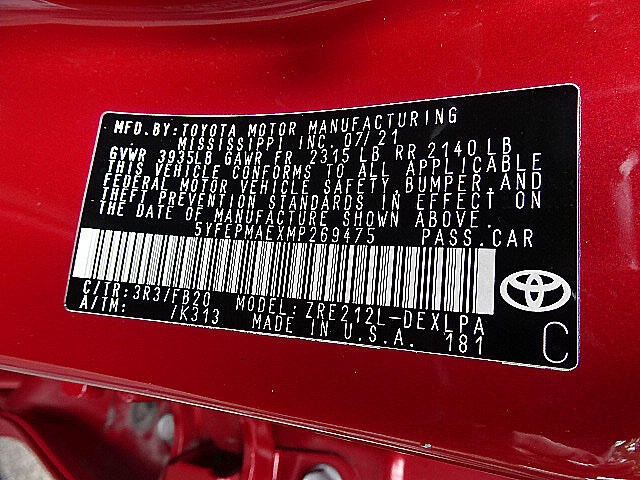 MFD.BY:TOYOTA MOTOR MANUFACTURING
MISSISSIPPI INC. 07/21
GVWR 3935LB GAWR FR 2315 LB RR 2140 LB
THIS VEHICLE CONFORMS TO ALL APPLICABLE
FEDERAL MOTOR VEHICLE SAFETY,BUMPER,AND
THEFT PREVENTION STANDARDS IN EFFECT ON
THE DATE OF MANUFACTURE SHOWN ABOVE.
5YFEPMAEXMP269475 PASS.CAR
C/TR:3R3/FB20 MODEL:ZRE212L-DEXLPA
A/TM: /K313 MADE IN U.S.A. 181 C